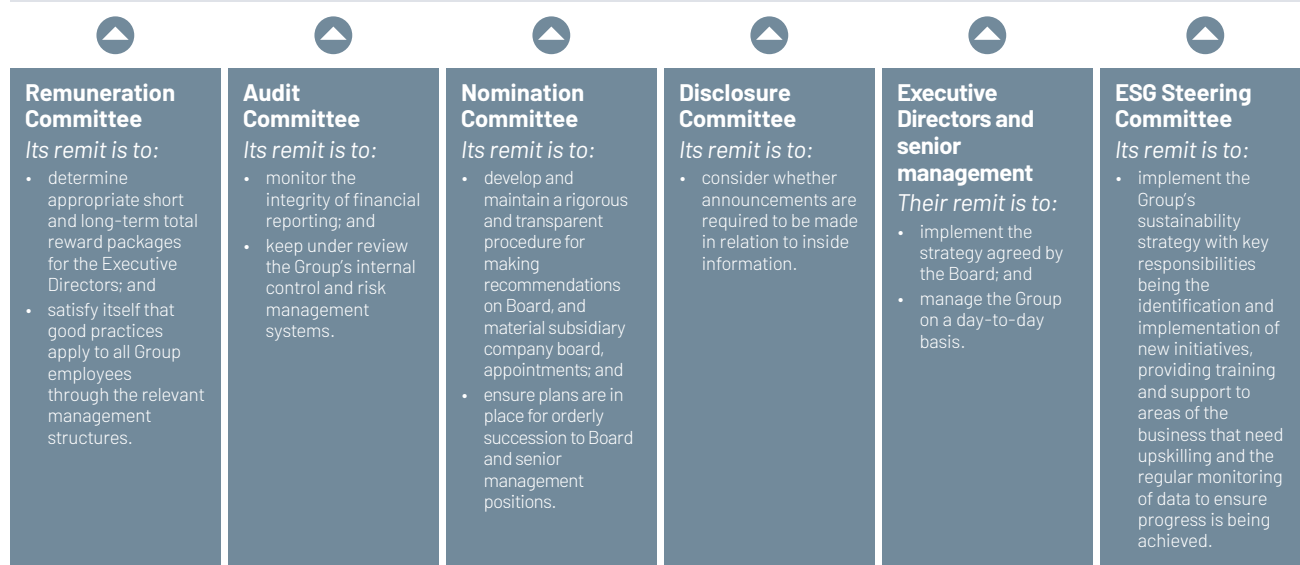 Remuneration
Committee
Its remit is to:
• determine
appropriate short
and long-term total
reward packages
for the Executive
Directors; and
• satisfy itself that
good practices
apply to all Group
employees
through the relevant
management
structures.
Audit
Committee
Its remit is to:
• monitor the
integrity of financial
reporting; and
• keep under review
the Group's internal
control and risk
management
systems.
Nomination
Committee
Its remit is to:
• develop and
maintain a rigorous
and transparent
procedure for
making
recommendations
on Board, and
material subsidiary
company board,
appointments; and
• ensure plans are in
place for orderly
succession to Board
and senior
management
positions.
Disclosure
Committee
Its remit is to:
• consider whether
announcements are
required to be made
in relation to inside
information.
Executive
Directors and
senior
management
Their remit is to:
• implement the
strategy agreed by
the Board; and
• manage the Group
on a day-to-day
basis.
ESG Steering
Committee
Its remit is to:
• implement the
Group's
sustainability
strategy with key
responsibilities
being the
identification and
implementation of
new initiatives,
providing training
and support to
areas of the
business that need
upskilling and the
regular monitoring
of data to ensure
progress is being
achieved.